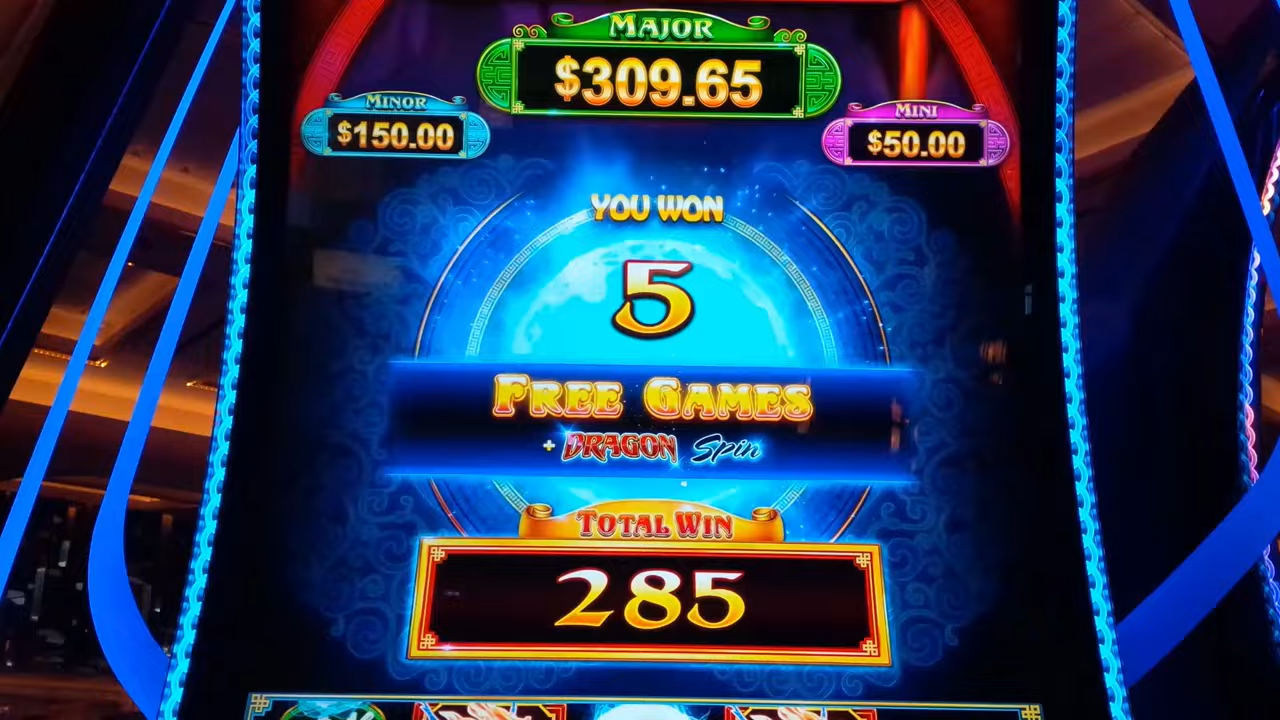 MAJOR
$309.65
MINOR
$150.00
MINI
$50.00
YOU WON
5
FREE GAMES
+ DRAGON Spin
TOTAL WIN
285